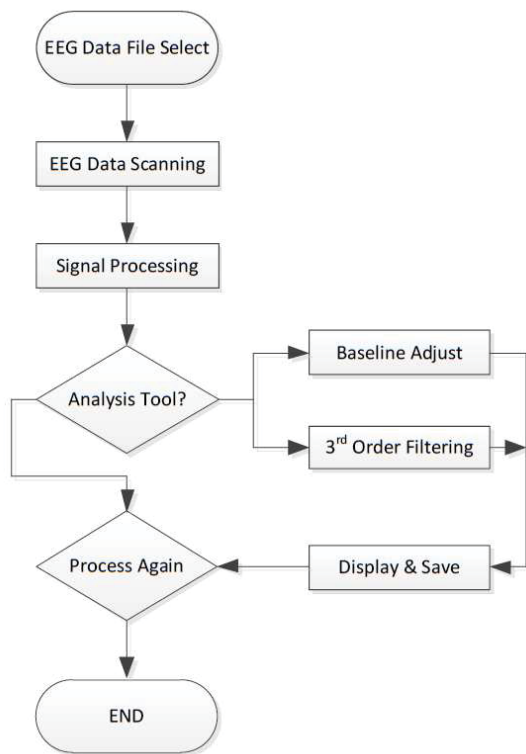 EEG Data File Select
EEG Data Scanning
Signal Processing
Analysis Tool?
Baseline Adjust
3rd Order Filtering
Process Again
Display & Save
END